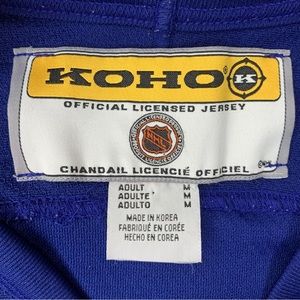 KOHO® K
OFFICIAL LICENSED JERSEY
NHL
CHANDAIL LICENCIÉ OFFICIEL
ADULT M
ADULTE M
ADULTO M
MADE IN KOREA
FABRIQUÉ EN CORÉE
HECHO EN COREA